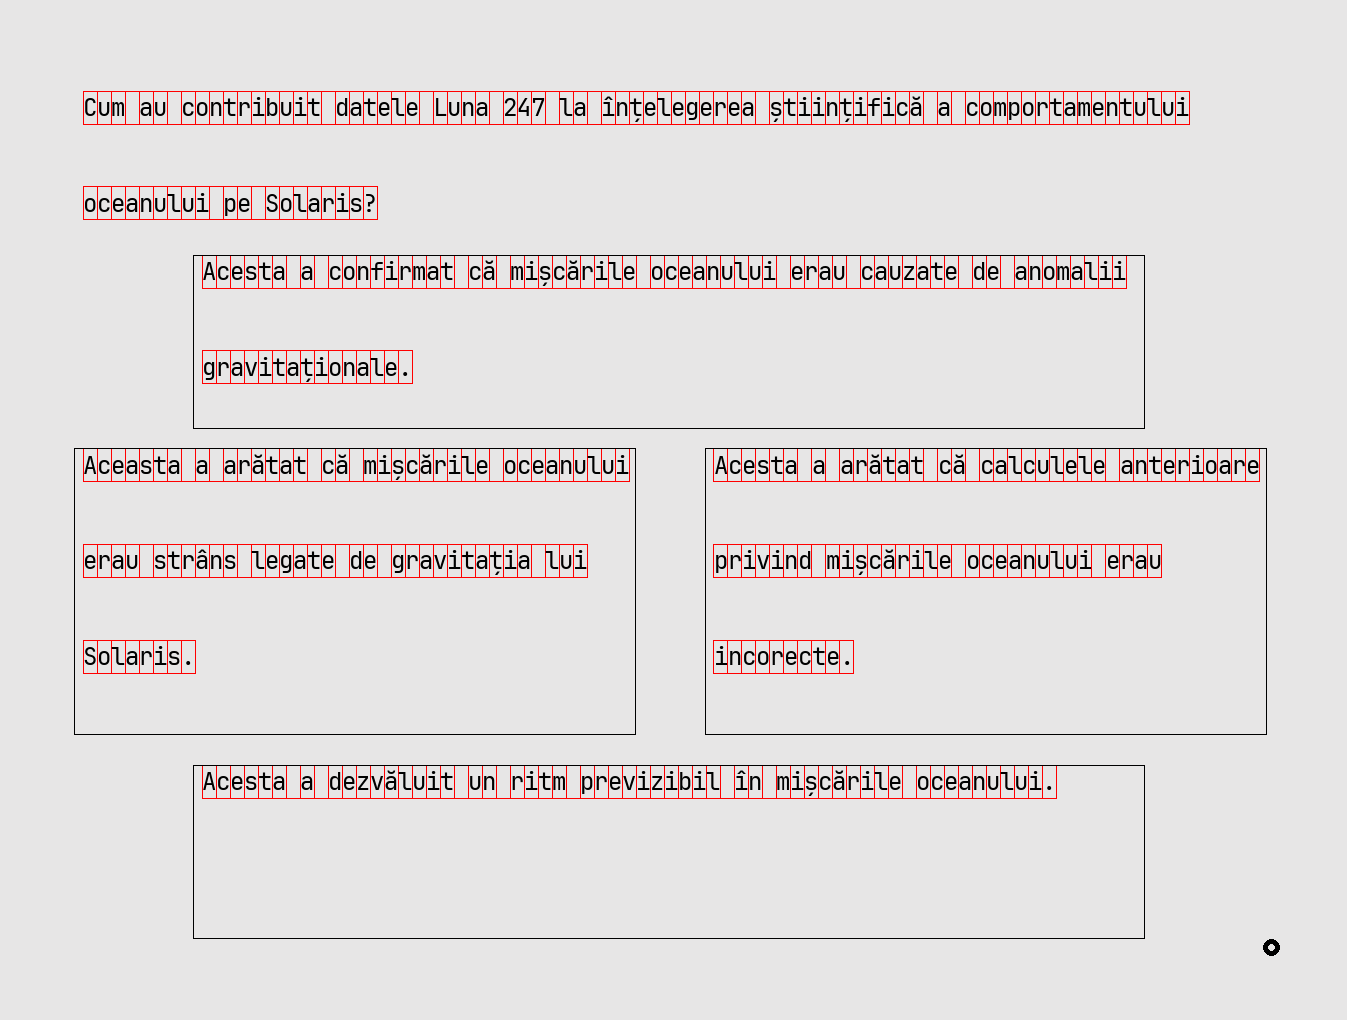 Cum au contribuit datele Luna 247 la înțelegerea științifică a comportamentului
oceanului pe Solaris?
Acesta a confirmat că mișcările oceanului erau cauzate de anomalii
gravitaționale.
Aceasta a arătat că mișcările oceanului
erau strâns legate de gravitația lui
Solaris.
Acesta a arătat că calculele anterioare
privind mișcările oceanului erau
incorecte.
Acesta a dezvăluit un ritm previzibil în mișcările oceanului.